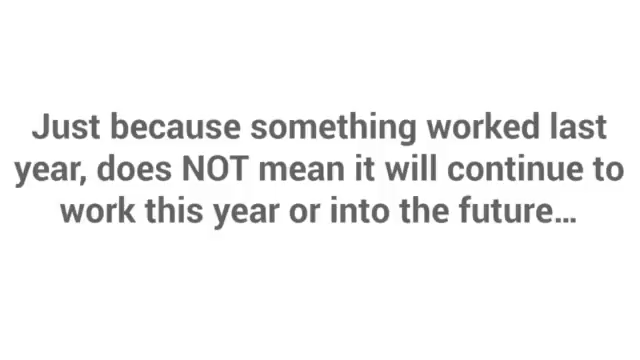 Just because something worked last
year, does NOT mean it will continue to
work this year or into the future...